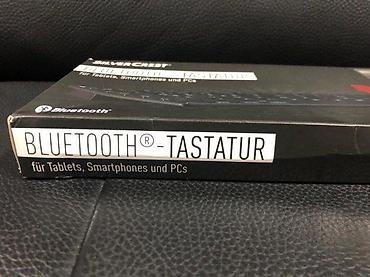 SILVERCREST
BLUETOOTH®-TASTATUR
für Tablets, Smartphones und PCs
Bluetooth®
BLUETOOTH®-TASTATUR
für Tablets, Smartphones und PCs